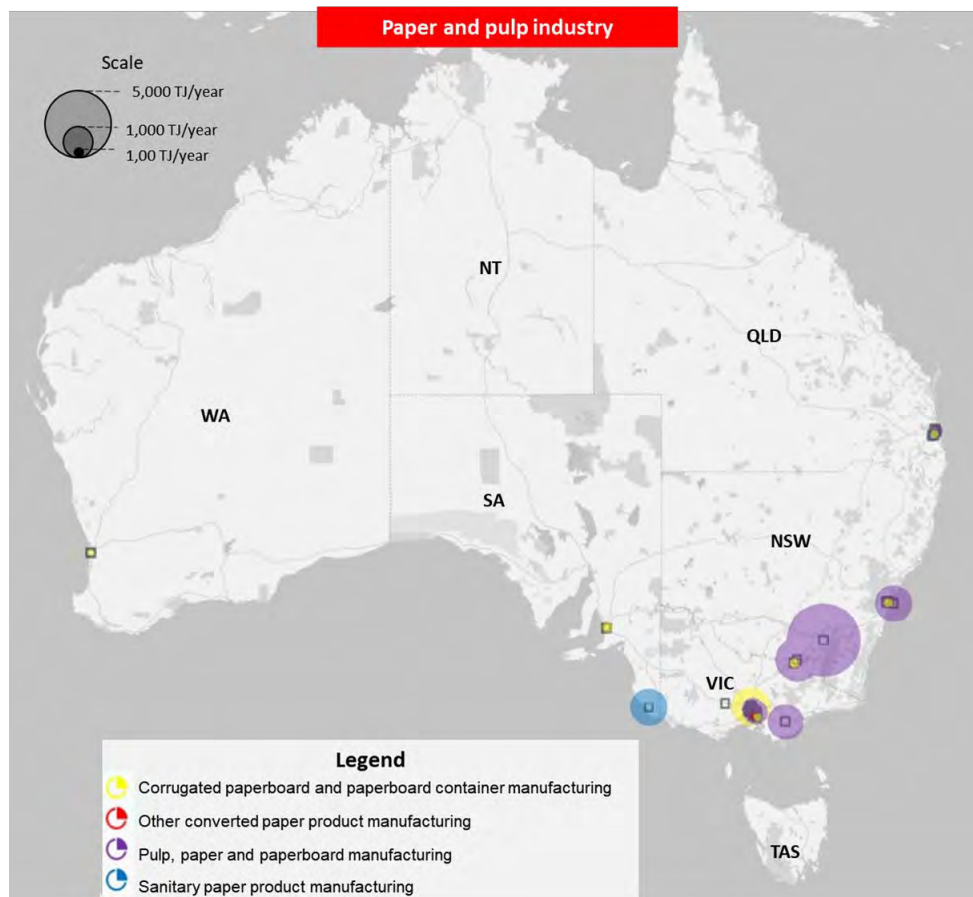 Paper and pulp industry
Scale
5,000 TJ/year
1,000 TJ/year
1,00 TJ/year
NT
QLD
WA
SA
NSW
VIC
TAS
Legend
Corrugated paperboard and paperboard container manufacturing
Other converted paper product manufacturing
Pulp, paper and paperboard manufacturing
Sanitary paper product manufacturing